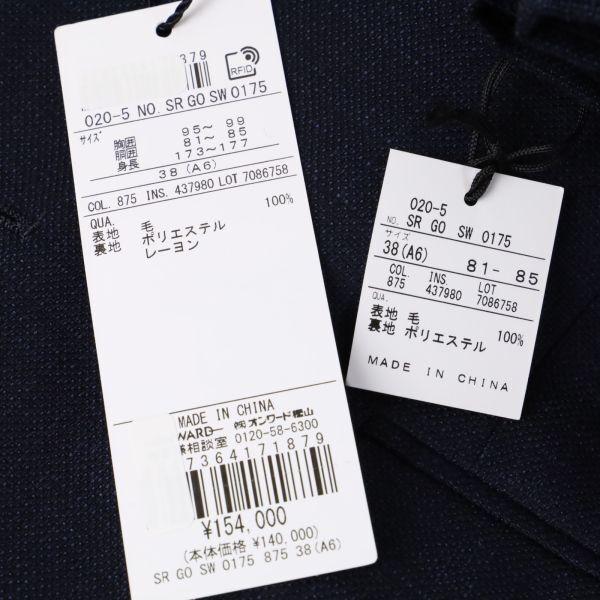 379
RFID
020-5 NO. SR GO SW 0175
サイズ
胸囲 95～ 99
胴囲 81～ 85
身長 173～177
38 (A6)
COL. 875 INS. 437980 LOT 7086758
QUA.
表地 毛 100%
裏地 ポリエステル
レーヨン
MADE IN CHINA
WARD ㈱オンワード樫山
相談室 0120-58-6300
7364171879
¥154,000
(本体価格 ¥140,000)
SR GO SW 0175 875 38 (A6)
020-5
NO. SR GO SW 0175
サイズ
38(A6) 81- 85
COL. INS. LOT
875 437980 7086758
QUA.
表地 毛 100%
裏地 ポリエステル
MADE IN CHINA